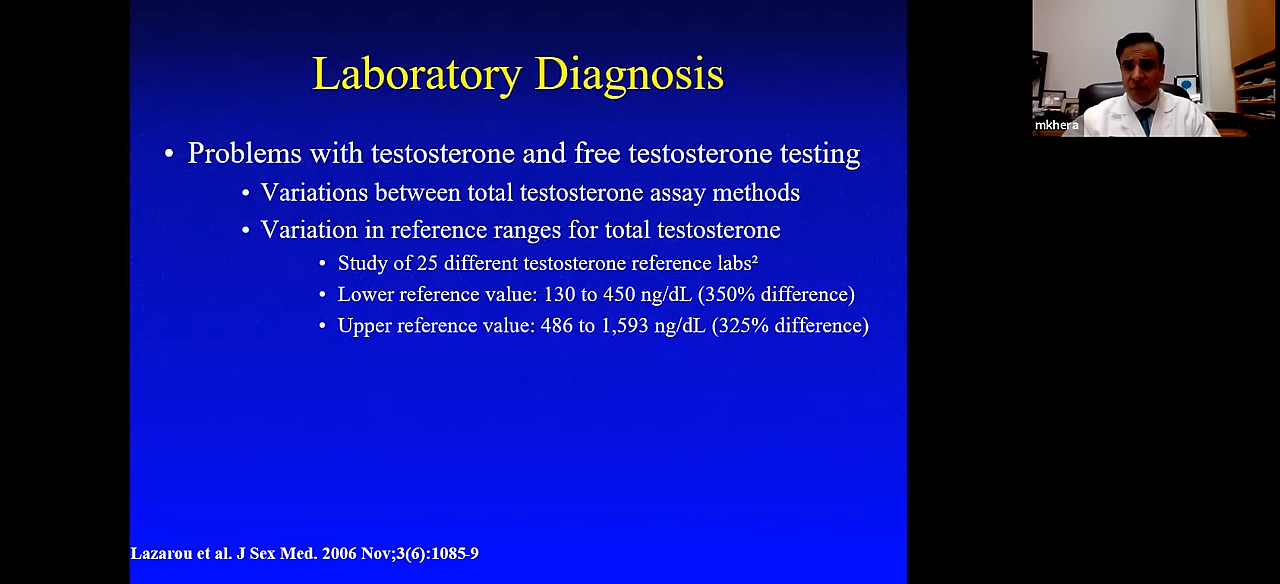 Laboratory Diagnosis
mkhera
• Problems with testosterone and free testosterone testing
• Variations between total testosterone assay methods
• Variation in reference ranges for total testosterone
• Study of 25 different testosterone reference labs²
• Lower reference value: 130 to 450 ng/dL (350% difference)
• Upper reference value: 486 to 1,593 ng/dL (325% difference)
Lazarou et al. J Sex Med. 2006 Nov;3(6):1085-9